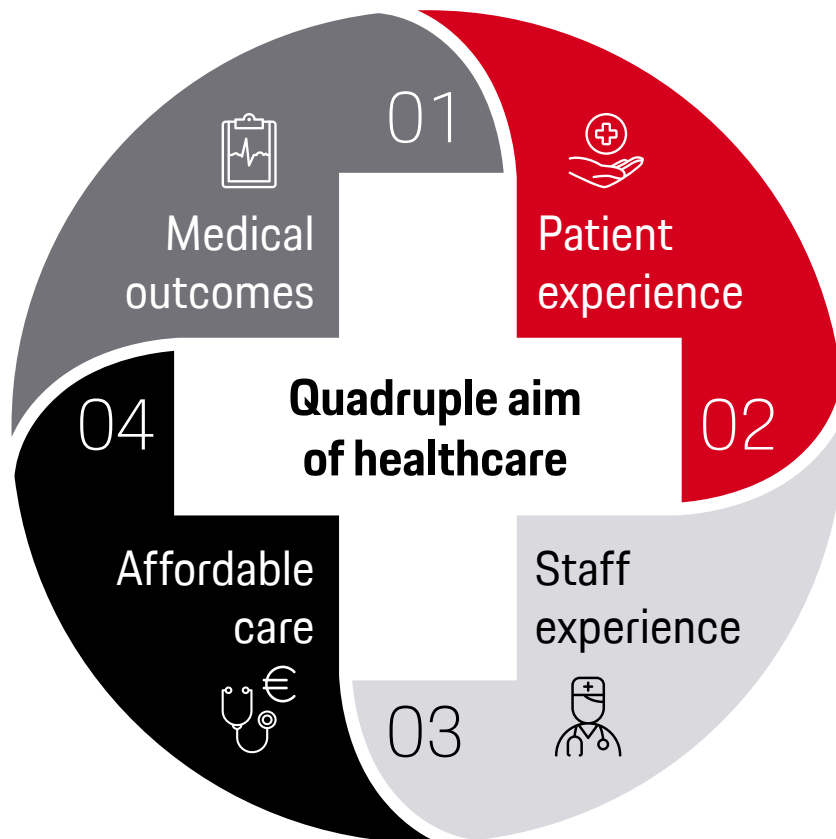 01
Medical
outcomes
Patient
experience
02
Quadruple aim
of healthcare
Staff
experience
03
04
Affordable
care
€